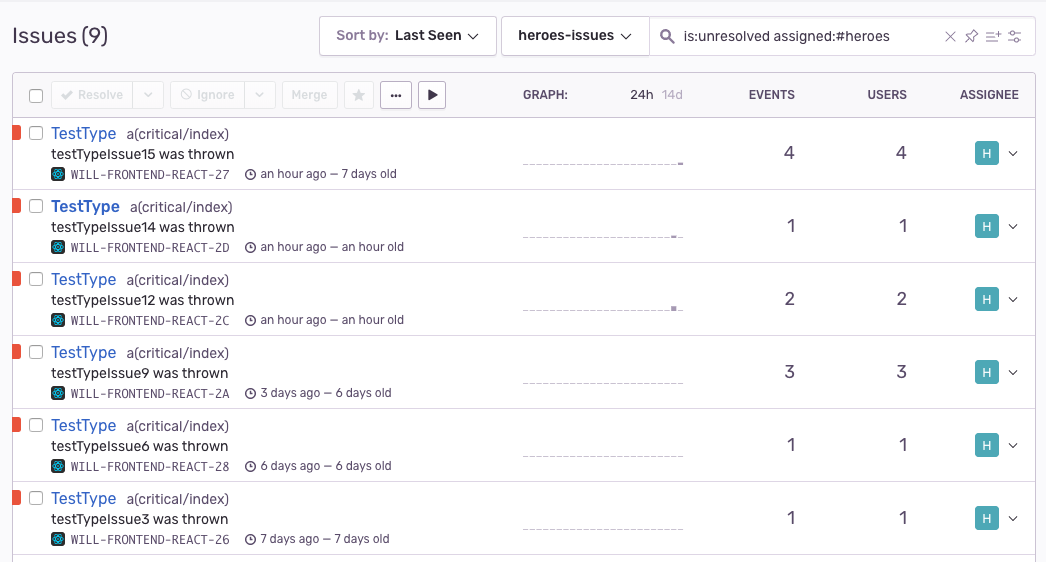 Issues (9)
Sort by: Last Seen
heroes-issues
is:unresolved assigned:#heroes
Resolve
Ignore
Merge
GRAPH: 24h 14d EVENTS USERS ASSIGNEE
TestType a(critical/index)
testTypeIssue15 was thrown
WILL-FRONTEND-REACT-27 an hour ago — 7 days old
4 4 H
TestType a(critical/index)
testTypeIssue14 was thrown
WILL-FRONTEND-REACT-2D an hour ago — an hour old
1 1 H
TestType a(critical/index)
testTypeIssue12 was thrown
WILL-FRONTEND-REACT-2C an hour ago — an hour old
2 2 H
TestType a(critical/index)
testTypeIssue9 was thrown
WILL-FRONTEND-REACT-2A 3 days ago — 6 days old
3 3 H
TestType a(critical/index)
testTypeIssue6 was thrown
WILL-FRONTEND-REACT-28 6 days ago — 6 days old
1 1 H
TestType a(critical/index)
testTypeIssue3 was thrown
WILL-FRONTEND-REACT-26 7 days ago — 7 days old
1 1 H